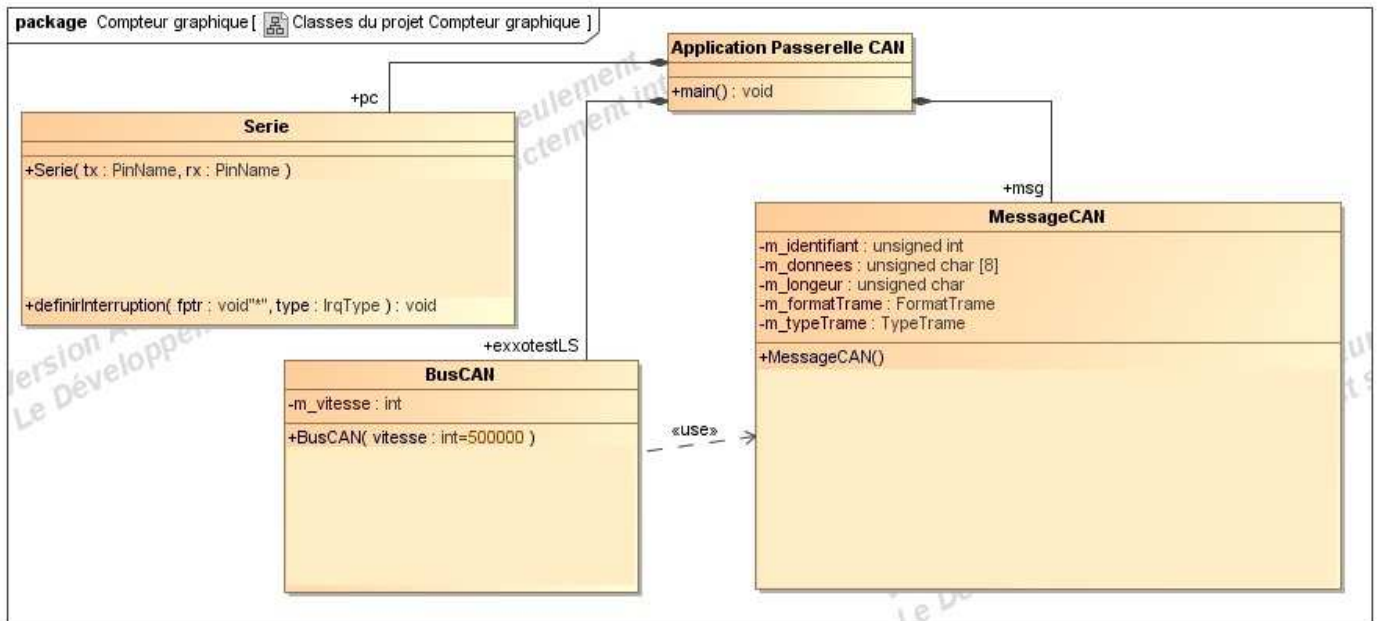 package Compteur graphique [ Classes du projet Compteur graphique ]
Application Passerelle CAN
+main() : void
+pc
Serie
+Serie( tx : PinName, rx : PinName )
+definirInterruption( fptr : void"*", type : IrqType ) : void
+msg
MessageCAN
-m_identifiant : unsigned int
-m_donnees : unsigned char [8]
-m_longeur : unsigned char
-m_formatTrame : FormatTrame
-m_typeTrame : TypeTrame
+MessageCAN()
+exxotestLS
BusCAN
-m_vitesse : int
+BusCAN( vitesse : int=500000 )
«use»
Le